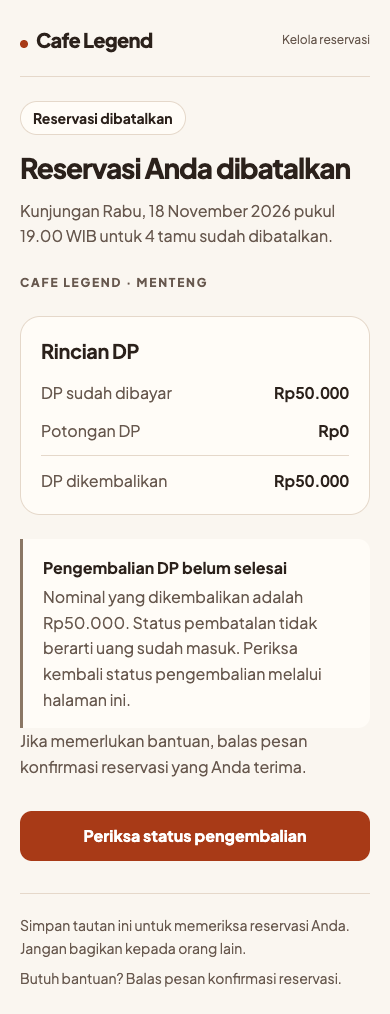 Cafe Legend
Kelola reservasi
Reservasi dibatalkan
Reservasi Anda dibatalkan
Kunjungan Rabu, 18 November 2026 pukul
19.00 WIB untuk 4 tamu sudah dibatalkan.
CAFE LEGEND · MENTENG
Rincian DP
DP sudah dibayar Rp50.000
Potongan DP Rp0
DP dikembalikan Rp50.000
Pengembalian DP belum selesai
Nominal yang dikembalikan adalah
Rp50.000. Status pembatalan tidak
berarti uang sudah masuk. Periksa
kembali status pengembalian melalui
halaman ini.
Jika memerlukan bantuan, balas pesan
konfirmasi reservasi yang Anda terima.
Periksa status pengembalian
Simpan tautan ini untuk memeriksa reservasi Anda.
Jangan bagikan kepada orang lain.
Butuh bantuan? Balas pesan konfirmasi reservasi.